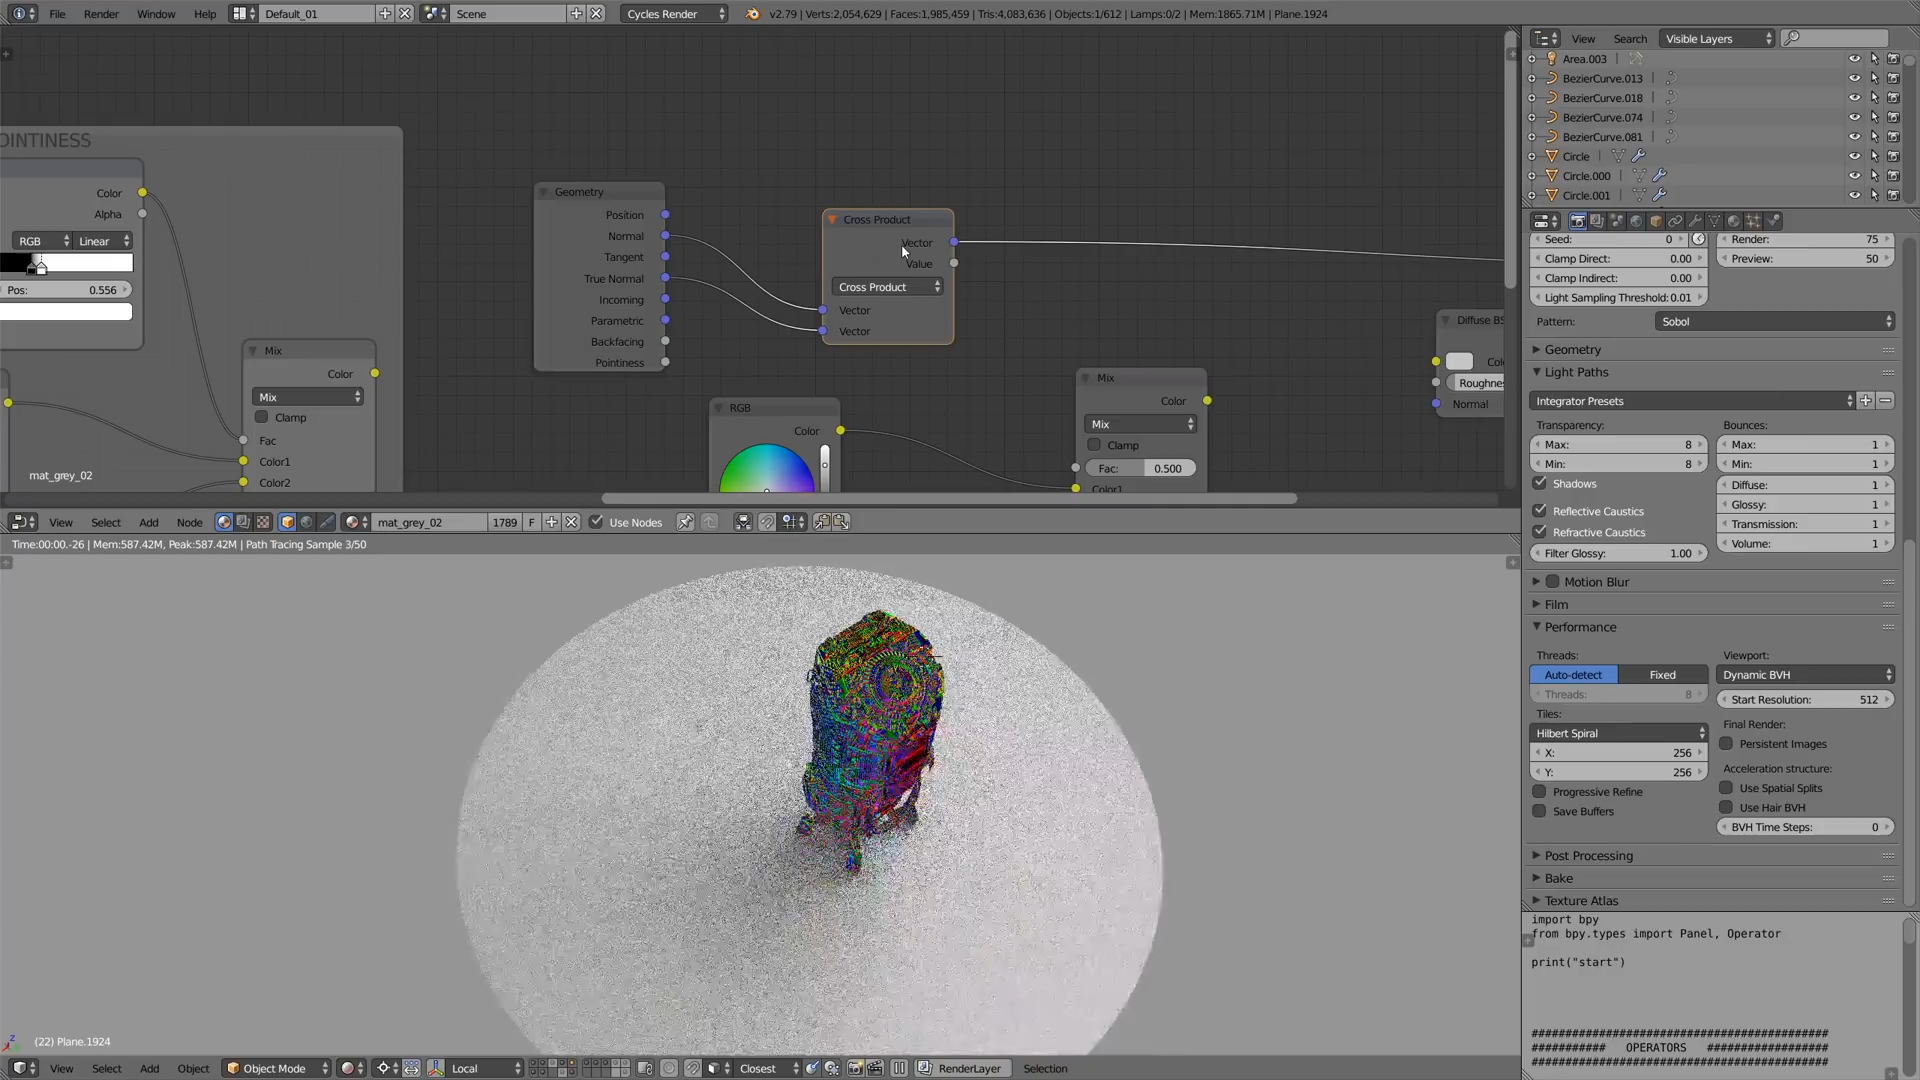 File Render Window Help Default_01 Scene Cycles Render v2.79 | Verts:2,054,629 | Faces:1,985,459 | Tris:4,083,636 | Objects:1/612 | Lamps:0/2 | Mem:1865.71M | Plane.1924
View Search Visible Layers
Area.003
BezierCurve.013
BezierCurve.018
BezierCurve.074
BezierCurve.081
Circle
Circle.000
Circle.001
OINTINESS
Color
Alpha
RGB Linear
Pos: 0.556
Mix
Color
Mix
Clamp
Fac
Color1
Color2
mat_grey_02
Geometry
Position
Normal
Tangent
True Normal
Incoming
Parametric
Backfacing
Pointiness
Cross Product
Vector
Value
Cross Product
Vector
Vector
RGB
Color
Mix
Color
Mix
Clamp
Fac: 0.500
Color1
Diffuse BS
Col
Roughnes
Normal
View Select Add Node mat_grey_02 1789 F Use Nodes
Time:00:00.-26 | Mem:587.42M, Peak:587.42M | Path Tracing Sample 3/50
(22) Plane.1924
View Select Add Object Object Mode Local Closest RenderLayer Selection
Seed: 0 Render: 75
Clamp Direct: 0.00 Preview: 50
Clamp Indirect: 0.00
Light Sampling Threshold: 0.01
Pattern: Sobol
Geometry
Light Paths
Integrator Presets
Transparency: Bounces:
Max: 8 Max: 1
Min: 8 Min: 1
Shadows Diffuse: 1
Reflective Caustics Glossy: 1
Refractive Caustics Transmission: 1
Filter Glossy: 1.00 Volume: 1
Motion Blur
Film
Performance
Threads: Viewport:
Auto-detect Fixed Dynamic BVH
Threads: 8 Start Resolution: 512
Tiles: Final Render:
Hilbert Spiral Persistent Images
X: 256 Acceleration structure:
Y: 256 Use Spatial Splits
Progressive Refine Use Hair BVH
Save Buffers BVH Time Steps: 0
Post Processing
Bake
Texture Atlas
import bpy
from bpy.types import Panel, Operator
print("start")
############################################
########### OPERATORS ##################
############################################